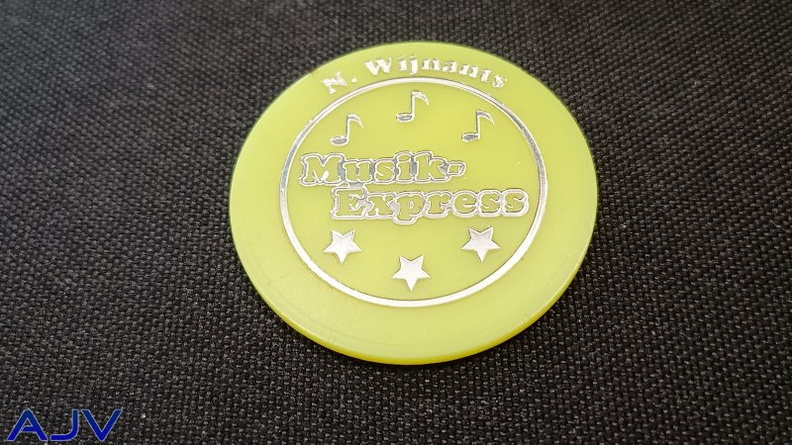 N. Wijnants
Musik-
Express
AJV